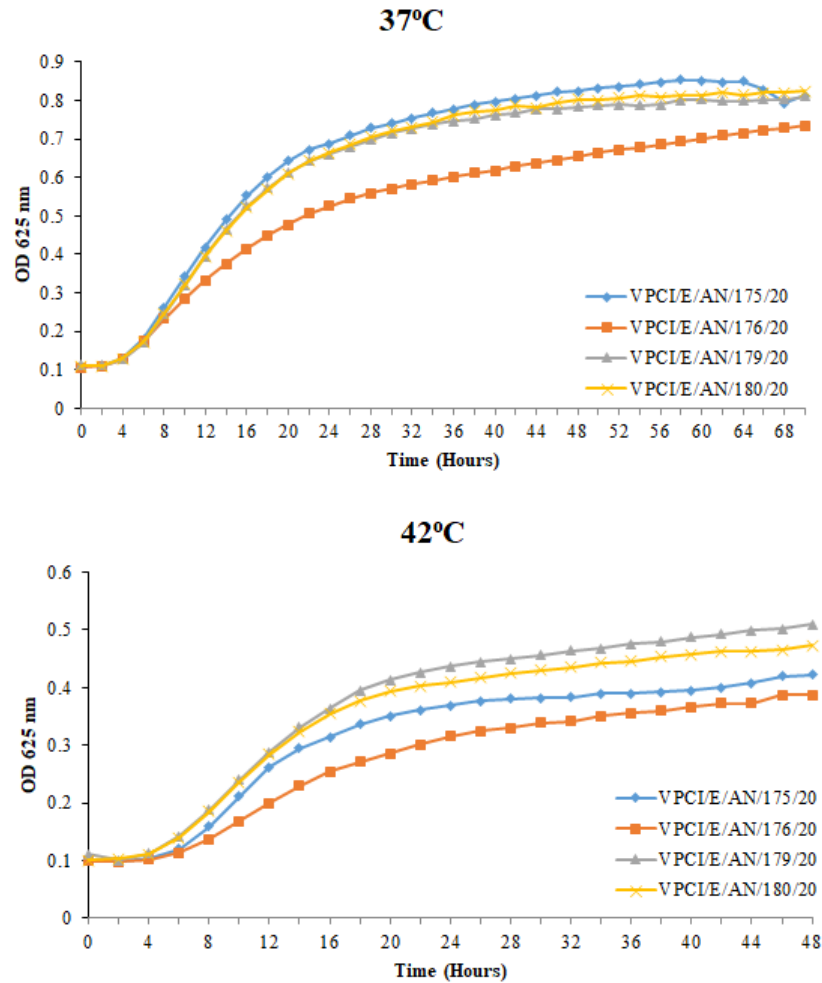 37ºC
0.9
0.8
0.7
0.6
0.5
0.4
0.3
0.2
0.1
0
OD 625 nm
VPCI/E/AN/175/20
VPCI/E/AN/176/20
VPCI/E/AN/179/20
VPCI/E/AN/180/20
0 4 8 12 16 20 24 28 32 36 40 44 48 52 56 60 64 68
Time (Hours)
42ºC
0.6
0.5
0.4
0.3
0.2
0.1
0
OD 625 nm
VPCI/E/AN/175/20
VPCI/E/AN/176/20
VPCI/E/AN/179/20
VPCI/E/AN/180/20
0 4 8 12 16 20 24 28 32 36 40 44 48
Time (Hours)